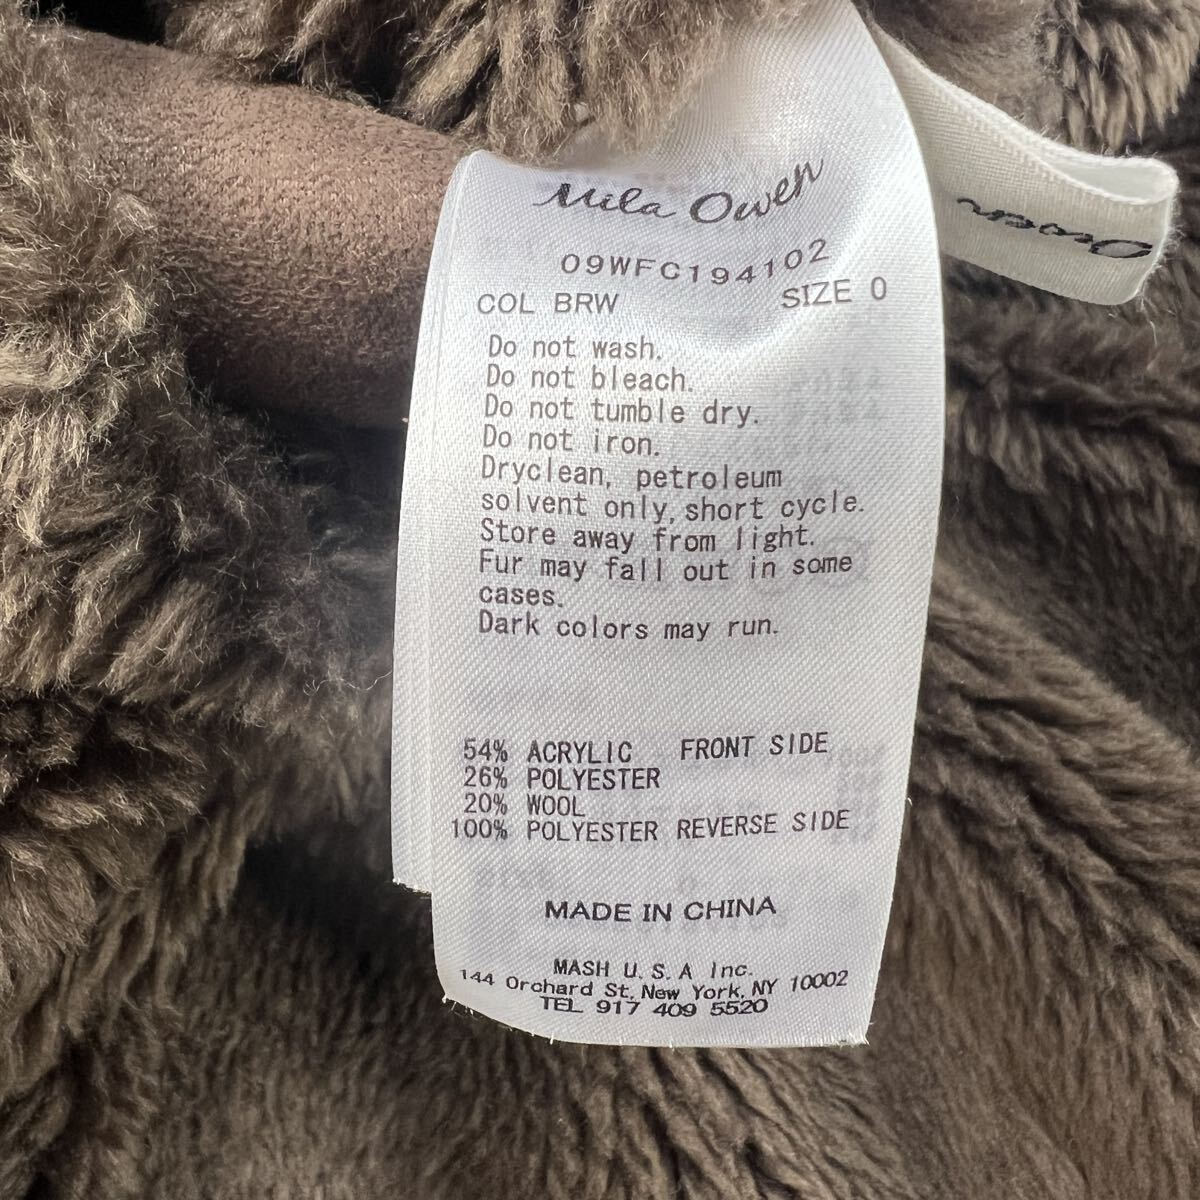 Mila Owen
09WFC194102
COL BRW SIZE 0
Do not wash.
Do not bleach.
Do not tumble dry.
Do not iron.
Dryclean, petroleum
solvent only, short cycle.
Store away from light.
Fur may fall out in some
cases.
Dark colors may run.
54% ACRYLIC FRONT SIDE
26% POLYESTER
20% WOOL
100% POLYESTER REVERSE SIDE
MADE IN CHINA
MASH U.S.A Inc.
144 Orchard St, New York, NY 10002
TEL 917 409 5520